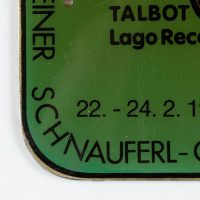 TALBOT
Lago Reco
22. - 24. 2. 1
EINER SCHNAUFERL-C